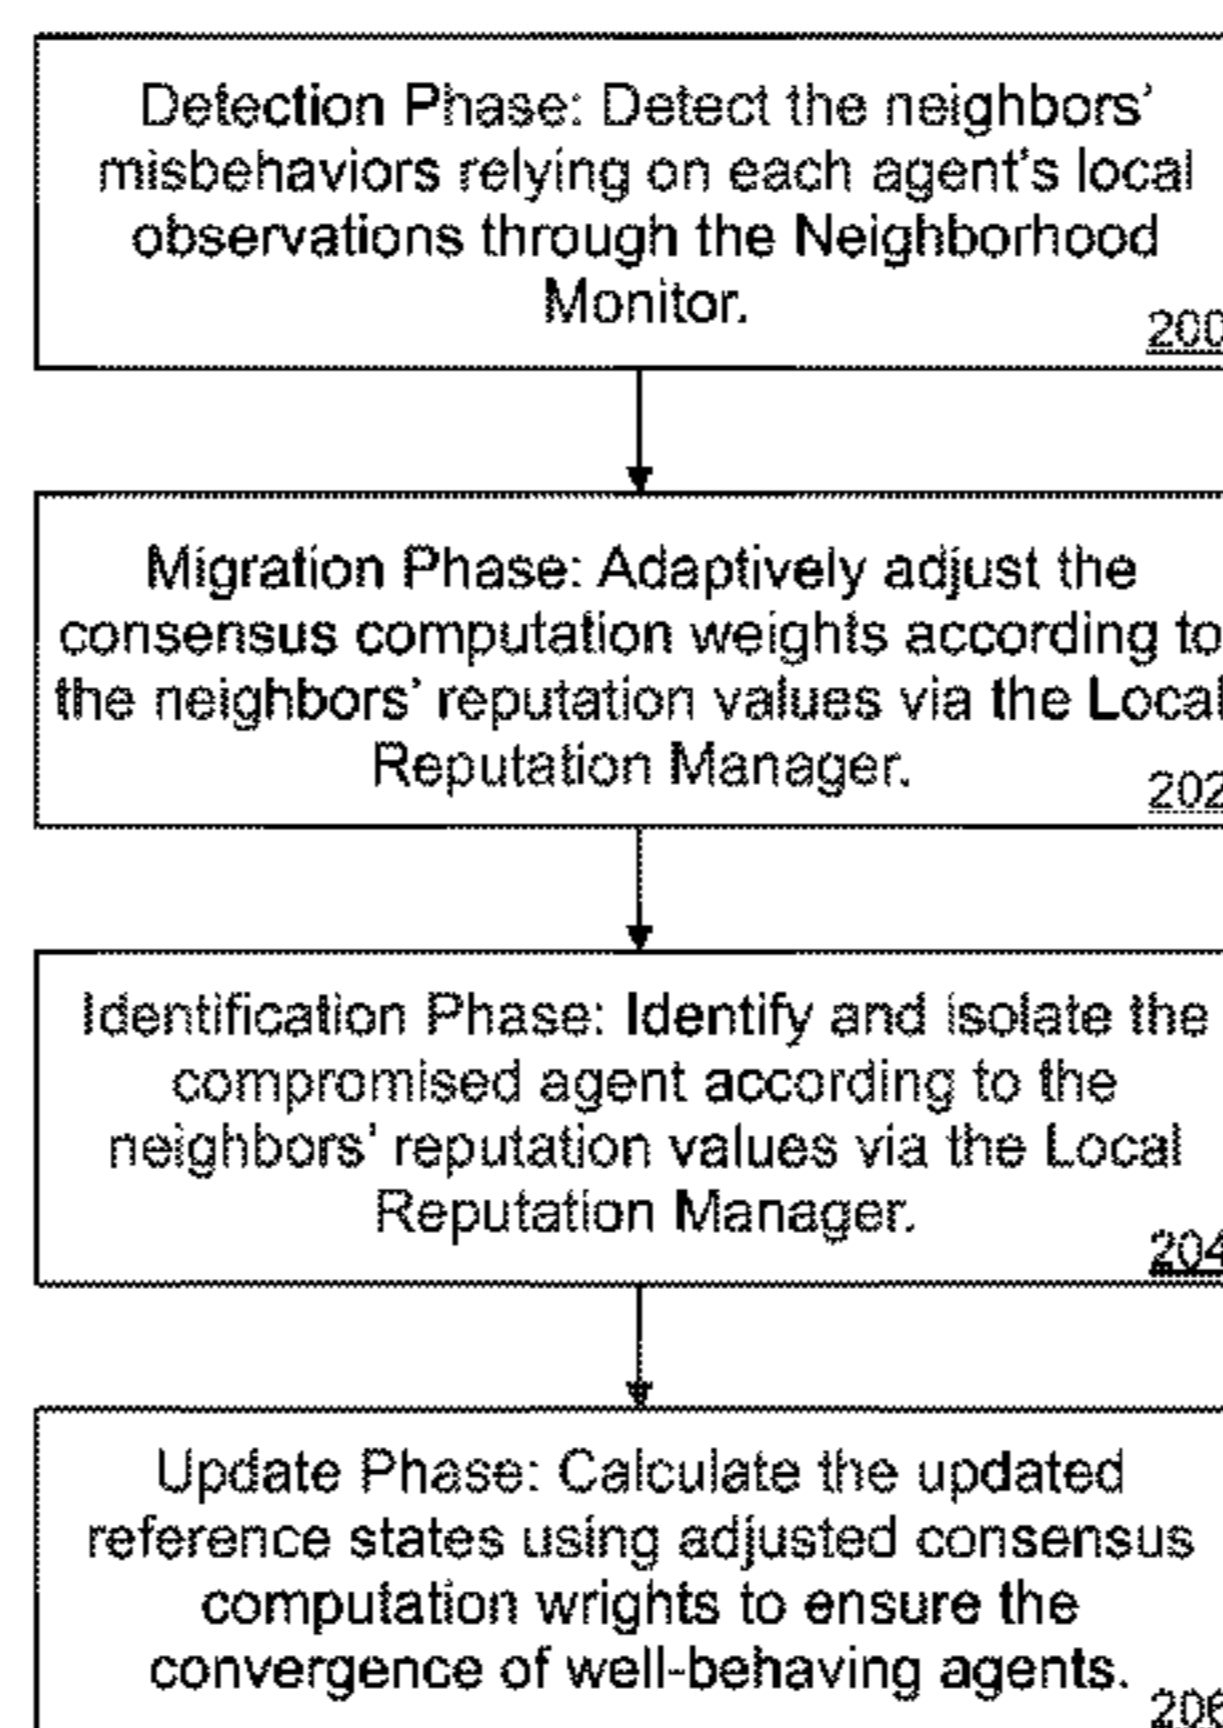 Detection Phase: Detect the neighbors'
misbehaviors relying on each agent's local
observations through the Neighborhood
Monitor.
200
Migration Phase: Adaptively adjust the
consensus computation weights according to
the neighbors' reputation values via the Local
Reputation Manager.
202
Identification Phase: Identify and isolate the
compromised agent according to the
neighbors' reputation values via the Local
Reputation Manager.
204
Update Phase: Calculate the updated
reference states using adjusted consensus
computation wrights to ensure the
convergence of well-behaving agents.
206